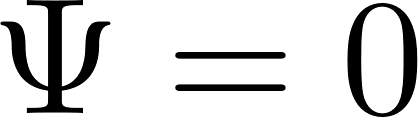 Ψ = 0